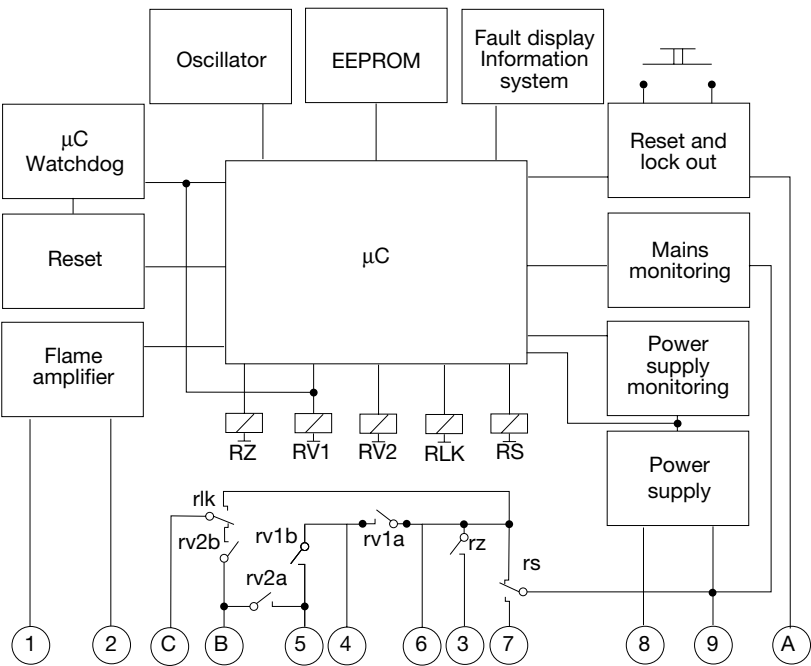 Oscillator
EEPROM
Fault display
Information
system
μC
Watchdog
Reset and
lock out
Reset
μC
Mains
monitoring
Flame
amplifier
Power
supply
monitoring
RZ
RV1
RV2
RLK
RS
Power
supply
rlk
rv2b
rv1b
rv1a
rz
rv2a
rs
1
2
C
B
5
4
6
3
7
8
9
A